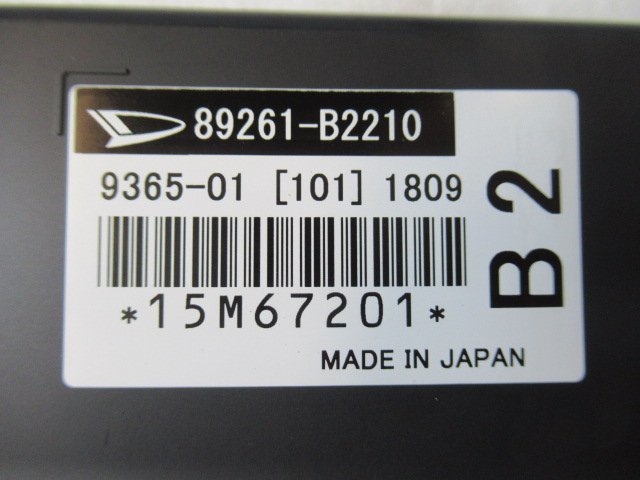 89261-B2210
9365-01 [101] 1809
*15M67201*
MADE IN JAPAN
B2